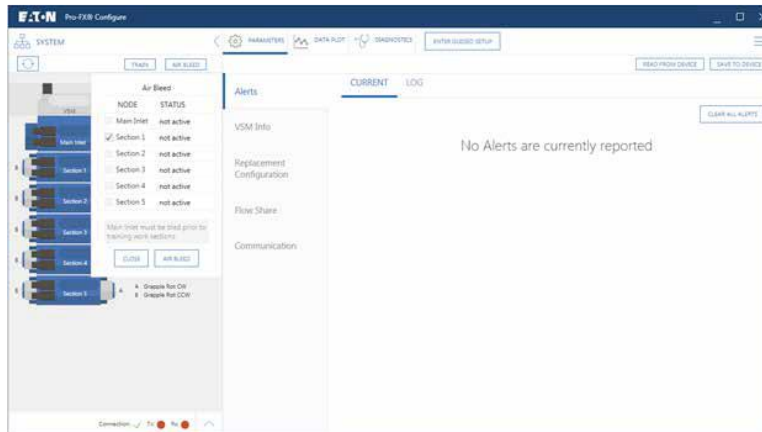 EATON Pro-FX® Configure
SYSTEM
PARAMETERS DATA PLOT DIAGNOSTICS ENTER GUIDED SETUP
TRAIN AIR BLEED
READ FROM DEVICE SAVE TO DEVICE
Air Bleed
NODE STATUS
Main Inlet not active
Section 1 not active
Section 2 not active
Section 3 not active
Section 4 not active
Section 5 not active
Main Inlet must be bled prior to
training work sections
CLOSE AIR BLEED
VSM
Main Inlet
B Section 1
B Section 2
B Section 3
B Section 4
B Section 5 A
A Grapple Rot CW
B Grapple Rot CCW
Connection Tx Rx
Alerts
VSM Info
Replacement
Configuration
Flow Share
Communication
CURRENT LOG
CLEAR ALL ALERTS
No Alerts are currently reported